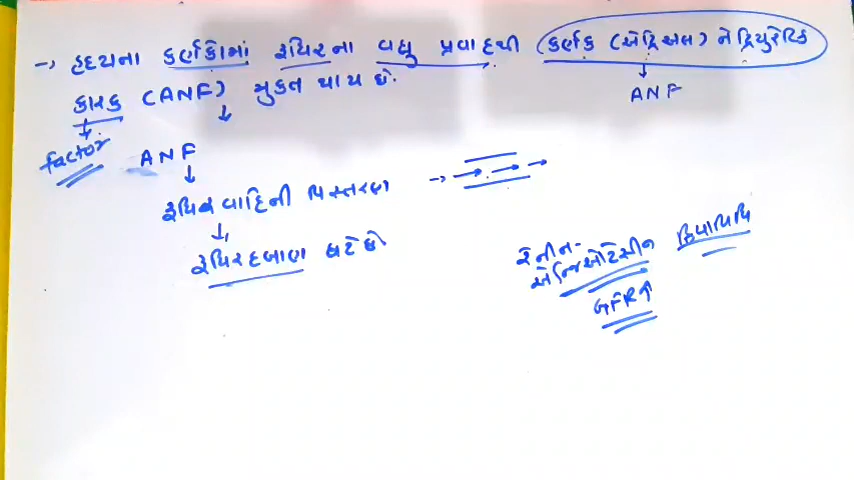 → હૃદયના કર્ણકોમાં રુધિરના વધુ પ્રવાહથી (કર્ણક (એટ્રિઅલ) નેટ્રિયુરેટિક
કારક (ANF) મુક્ત થાય છે.
ANF
factor
ANF
રુધિરવાહિની વિસ્તરણ
રુધિરદબાણ ઘટે છે
રેનીન-
એન્જિઓટેન્સીન ક્રિયાવિધિ
GFR↑